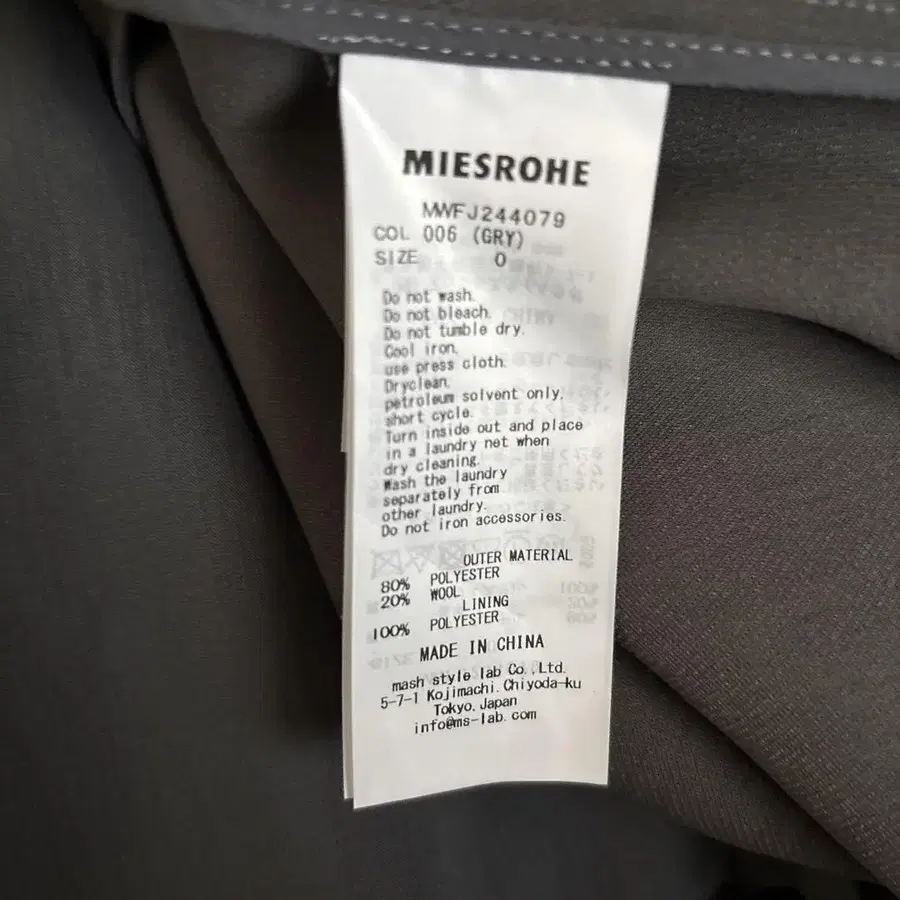 MIESROHE
MWFJ244079
COL 006 (GRY)
SIZE 0
Do not wash.
Do not bleach.
Do not tumble dry.
Cool iron.
use press cloth.
Dryclean.
petroleum solvent only.
short cycle.
Turn inside out and place
in a laundry net when
dry cleaning.
Wash the laundry
separately from
other laundry.
Do not iron accessories.
OUTER MATERIAL
80% POLYESTER
20% WOOL
LINING
100% POLYESTER
MADE IN CHINA
mash style lab Co.,Ltd.
5-7-1 Kojimachi.Chiyoda-ku
Tokyo.Japan
info@ms-lab.com